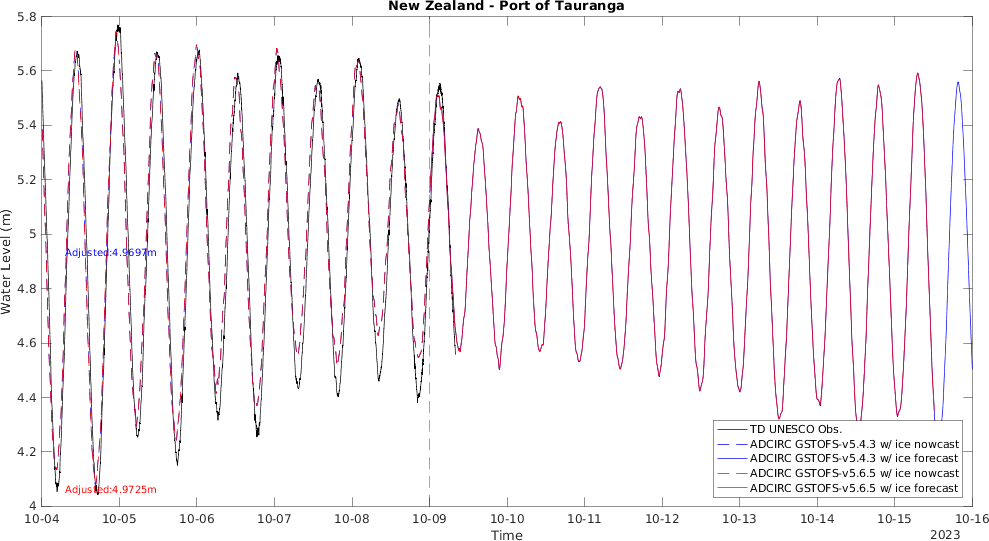 New Zealand - Port of Tauranga
5.8
5.6
5.4
5.2
5
4.8
4.6
4.4
4.2
4
Water Level (m)
Adjusted:4.9697m
Adjusted:4.9725m
TD UNESCO Obs.
ADCIRC GSTOFS-v5.4.3 w/ ice nowcast
ADCIRC GSTOFS-v5.4.3 w/ ice forecast
ADCIRC GSTOFS-v5.6.5 w/ ice nowcast
ADCIRC GSTOFS-v5.6.5 w/ ice forecast
10-04 10-05 10-06 10-07 10-08 10-09 10-10 10-11 10-12 10-13 10-14 10-15 10-16
Time
2023